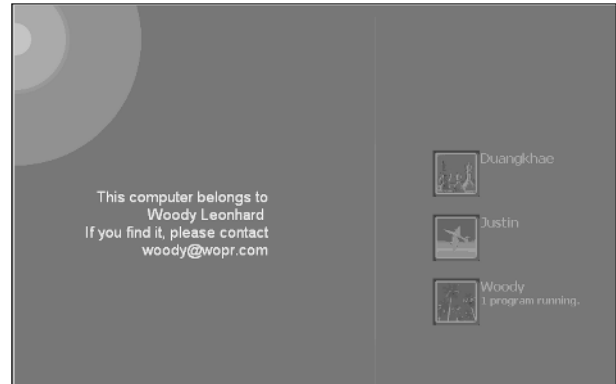 This computer belongs to
Woody Leonhard
If you find it, please contact
woody@wopr.com
Duangkhae
Justin
Woody
1 program running.